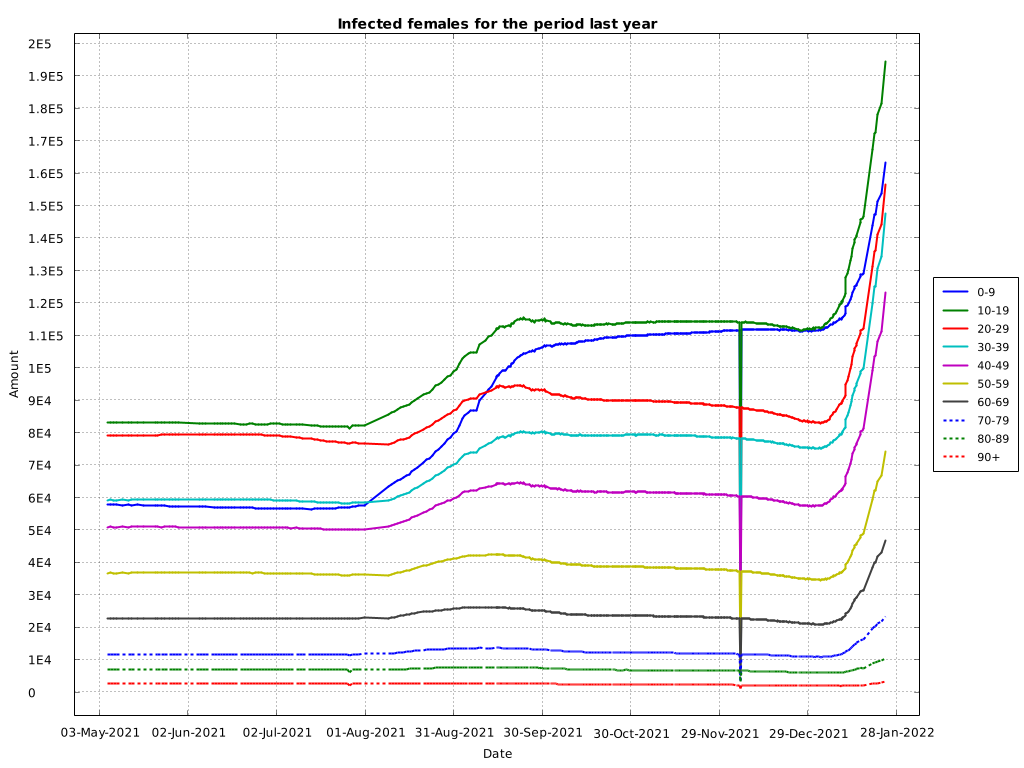 Infected females for the period last year
2E5
1.9E5
1.8E5
1.7E5
1.6E5
1.5E5
1.4E5
1.3E5
1.2E5
1.1E5
1E5
9E4
8E4
7E4
6E4
5E4
4E4
3E4
2E4
1E4
0
Amount
03-May-2021 02-Jun-2021 02-Jul-2021 01-Aug-2021 31-Aug-2021 30-Sep-2021 30-Oct-2021 29-Nov-2021 29-Dec-2021 28-Jan-2022
Date
0-9
10-19
20-29
30-39
40-49
50-59
60-69
70-79
80-89
90+